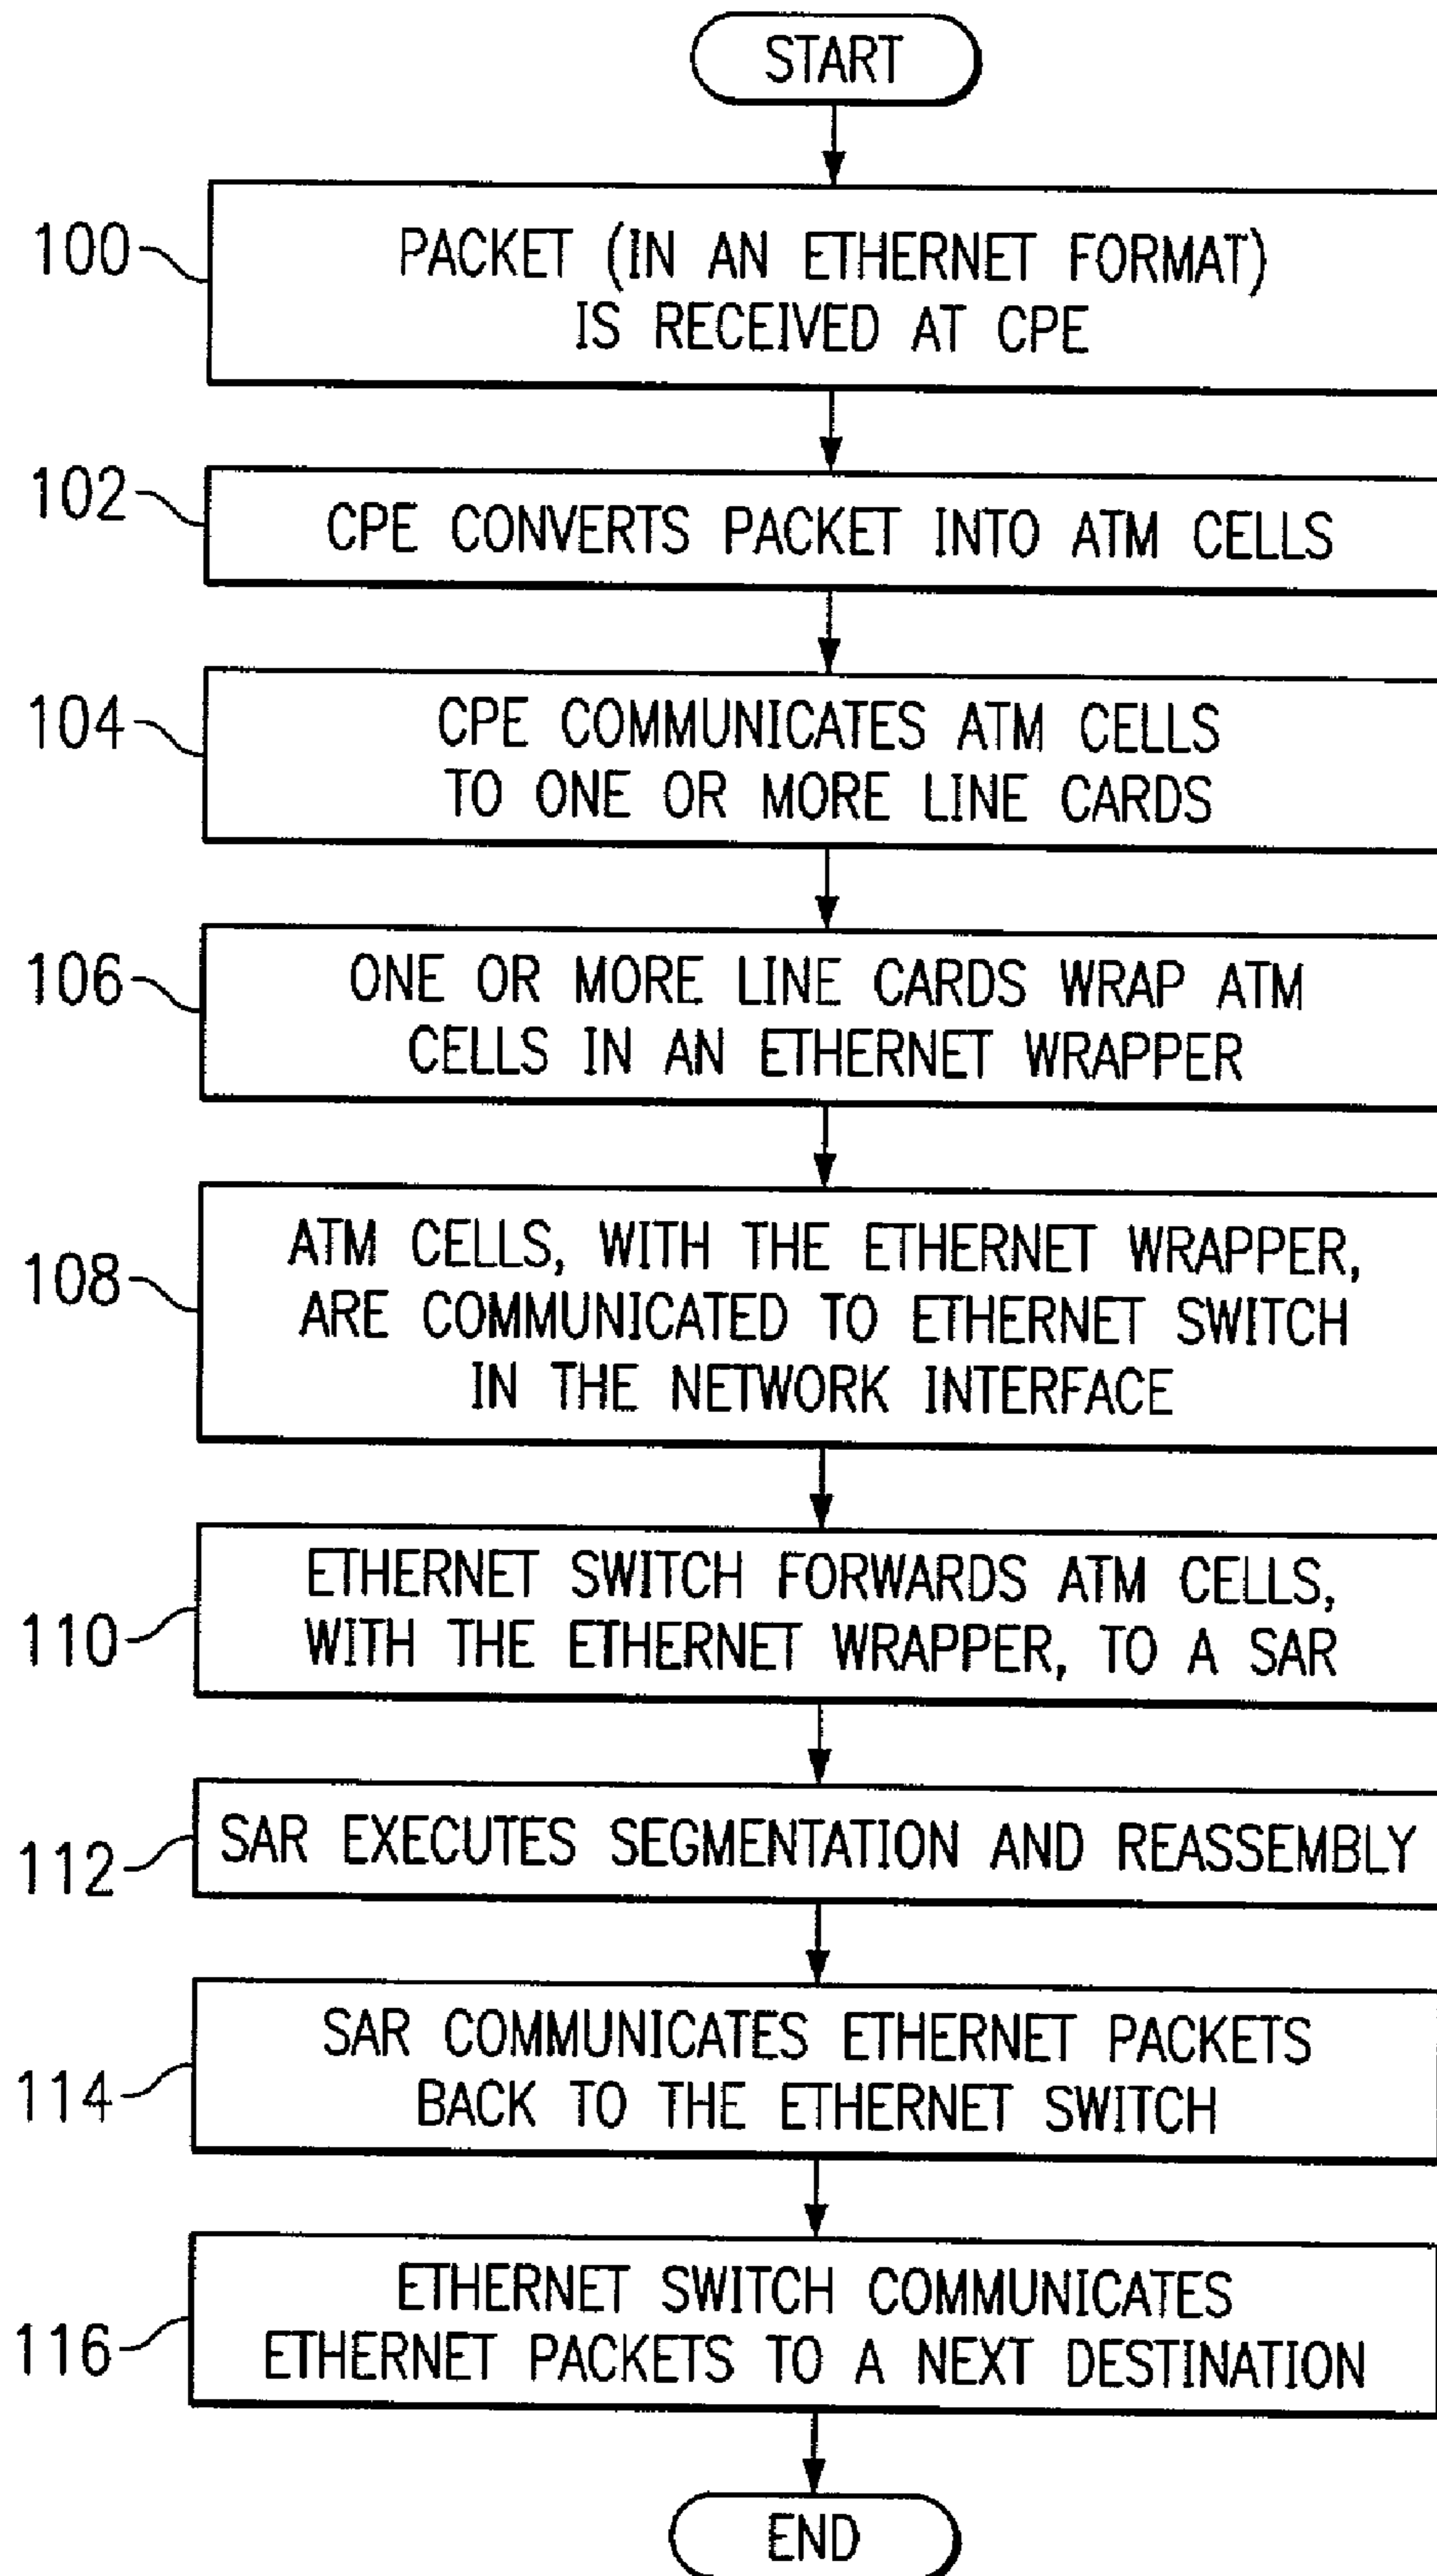 START
100
PACKET (IN AN ETHERNET FORMAT)
IS RECEIVED AT CPE
102
CPE CONVERTS PACKET INTO ATM CELLS
104
CPE COMMUNICATES ATM CELLS
TO ONE OR MORE LINE CARDS
106
ONE OR MORE LINE CARDS WRAP ATM
CELLS IN AN ETHERNET WRAPPER
108
ATM CELLS, WITH THE ETHERNET WRAPPER,
ARE COMMUNICATED TO ETHERNET SWITCH
IN THE NETWORK INTERFACE
110
ETHERNET SWITCH FORWARDS ATM CELLS,
WITH THE ETHERNET WRAPPER, TO A SAR
112
SAR EXECUTES SEGMENTATION AND REASSEMBLY
114
SAR COMMUNICATES ETHERNET PACKETS
BACK TO THE ETHERNET SWITCH
116
ETHERNET SWITCH COMMUNICATES
ETHERNET PACKETS TO A NEXT DESTINATION
END